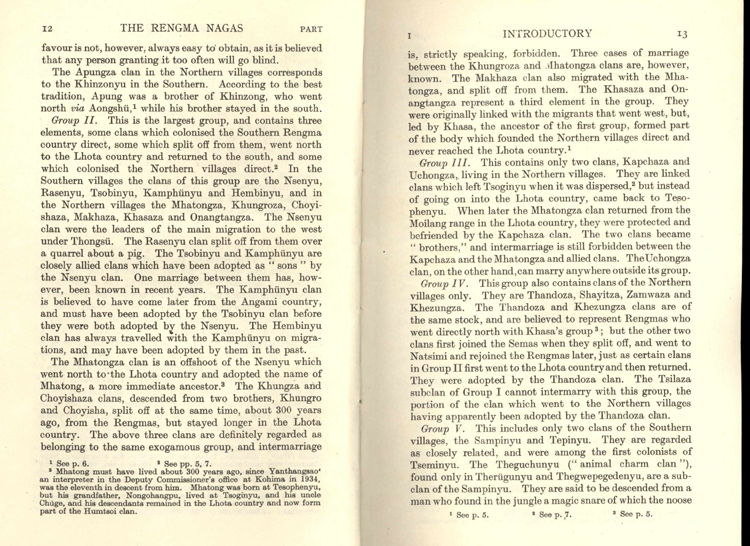 12 THE RENGMA NAGAS PART
favour is not, however, always easy to obtain, as it is believed
that any person granting it too often will go blind.
The Apungza clan in the Northern villages corresponds
to the Khinzonyu in the Southern. According to the best
tradition, Apung was a brother of Khinzong, who went
north via Aongshü,¹ while his brother stayed in the south.
Group II. This is the largest group, and contains three
elements, some clans which colonised the Southern Rengma
country direct, some which split off from them, went north
to the Lhota country and returned to the south, and some
which colonised the Northern villages direct.² In the
Southern villages the clans of this group are the Nsenyu,
Rasenyu, Tsobinyu, Kamphünyu and Hembinyu, and in
the Northern villages the Mhatongza, Khungroza, Choyi-
shaza, Makhaza, Khasaza and Onangtangza. The Nsenyu
clan were the leaders of the main migration to the west
under Thongsü. The Rasenyu clan split off from them over
a quarrel about a pig. The Tsobinyu and Kamphünyu are
closely allied clans which have been adopted as " sons " by
the Nsenyu clan. One marriage between them has, how-
ever, been known in recent years. The Kamphünyu clan
is believed to have come later from the Angami country,
and must have been adopted by the Tsobinyu clan before
they were both adopted by the Nsenyu. The Hembinyu
clan has always travelled with the Kamphünyu on migra-
tions, and may have been adopted by them in the past.
The Mhatongza clan is an offshoot of the Nsenyu which
went north to the Lhota country and adopted the name of
Mhatong, a more immediate ancestor.³ The Khungza and
Choyishaza clans, descended from two brothers, Khungro
and Choyisha, split off at the same time, about 300 years
ago, from the Rengmas, but stayed longer in the Lhota
country. The above three clans are definitely regarded as
belonging to the same exogamous group, and intermarriage
¹ See p. 6. ² See pp. 5, 7.
³ Mhatong must have lived about 300 years ago, since Yanthangsao
an interpreter in the Deputy Commissioner's office at Kohima in 1934,
was the eleventh in descent from him. Mhatong was born at Tesophenyu,
but his grandfather, Nongohangpu, lived at Tsoginyu, and his uncle
Chüge, and his descendants remained in the Lhota country and now form
part of the Humtsoi clan.
I INTRODUCTORY 13
is, strictly speaking, forbidden. Three cases of marriage
between the Khungroza and Mhatongza clans are, however,
known. The Makhaza clan also migrated with the Mha-
tongza, and split off from them. The Khasaza and On-
angtangza represent a third element in the group. They
were originally linked with the migrants that went west, but,
led by Khasa, the ancestor of the first group, formed part
of the body which founded the Northern villages direct and
never reached the Lhota country.¹
Group III. This contains only two clans, Kapchaza and
Uchongza, living in the Northern villages. They are linked
clans which left Tsoginyu when it was dispersed,² but instead
of going on into the Lhota country, came back to Teso-
phenyu. When later the Mhatongza clan returned from the
Moilang range in the Lhota country, they were protected and
befriended by the Kapchaza clan. The two clans became
" brothers," and intermarriage is still forbidden between the
Kapchaza and the Mhatongza and allied clans. The Uchongza
clan, on the other hand, can marry anywhere outside its group.
Group IV. This group also contains clans of the Northern
villages only. They are Thandoza, Shayitza, Zamwaza and
Khezungza. The Thandoza and Khezungza clans are of
the same stock, and are believed to represent Rengmas who
went directly north with Khasa's group³; but the other two
clans first joined the Semas when they split off, and went to
Natsimi and rejoined the Rengmas later, just as certain clans
in Group II first went to the Lhota country and then returned.
They were adopted by the Thandoza clan. The Tsilaza
subclan of Group I cannot intermarry with this group, the
portion of the clan which went to the Northern villages
having apparently been adopted by the Thandoza clan.
Group V. This includes only two clans of the Southern
villages, the Sampinyu and Tepinyu. They are regarded
as closely related, and were among the first colonists of
Tseminyu. The Theguchunyu (" animal charm clan "),
found only in Therügunyu and Thegwepegedenyu, are a sub-
clan of the Sampinyu. They are said to be descended from a
man who found in the jungle a magic snare of which the noose
¹ See p. 5. ² See p. 7. ³ See p. 5.